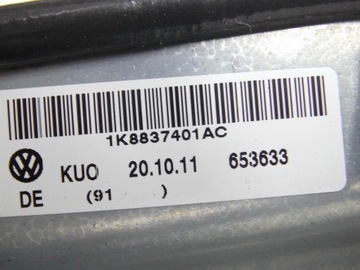 1K8837401AC
KUO 20.10.11 653633
DE (91 )